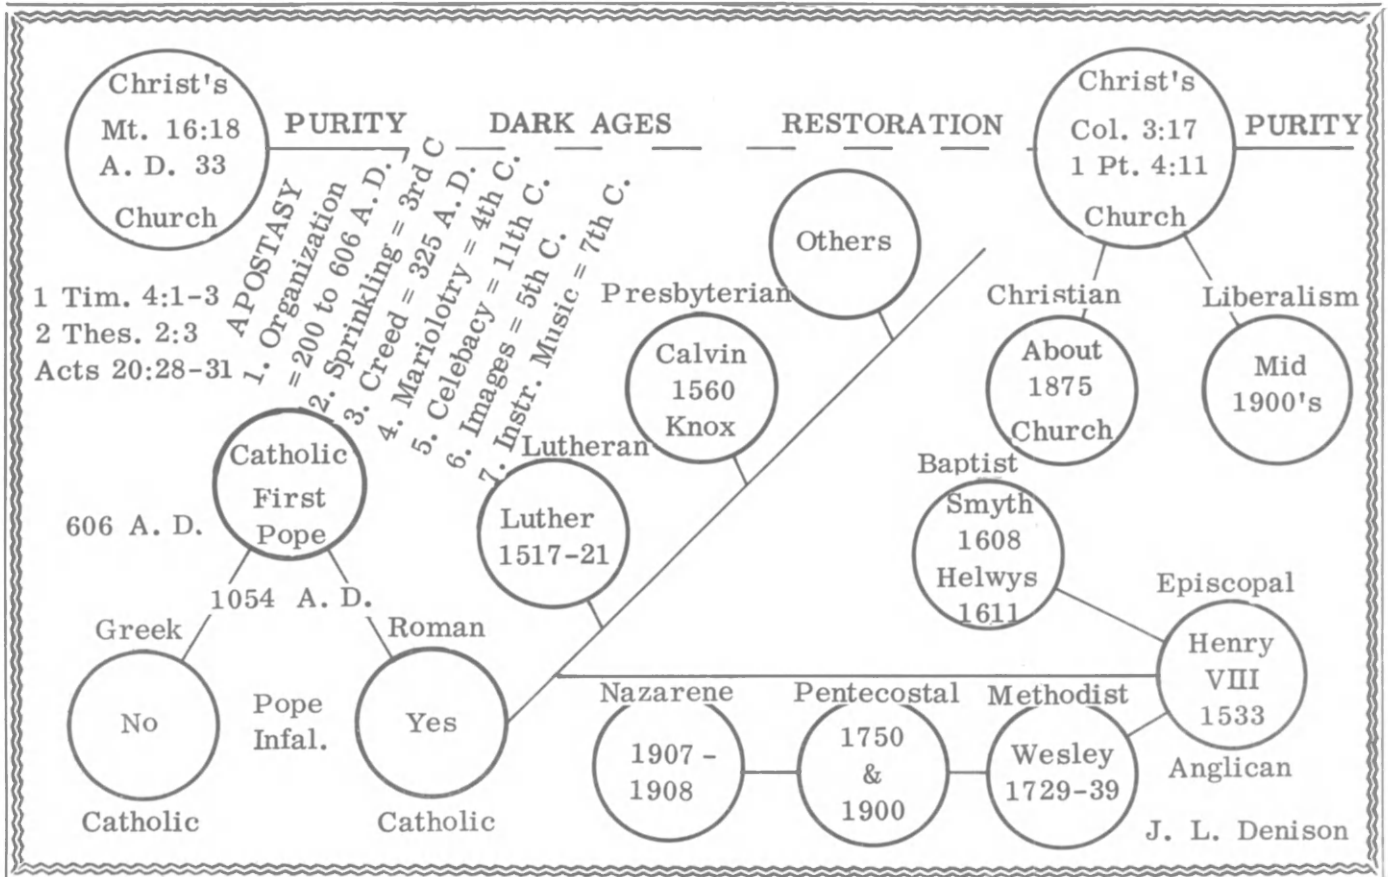 Christ's
Mt. 16:18
A. D. 33
Church
PURITY
DARK AGES
RESTORATION
Christ's
Col. 3:17
1 Pt. 4:11
Church
PURITY
1 Tim. 4:1-3
2 Thes. 2:3
Acts 20:28-31
APOSTASY
1. Organization
= 200 to 606 A. D.
2. Sprinkling = 3rd C
3. Creed = 325 A. D.
4. Mariolotry = 4th C.
5. Celebacy = 11th C.
6. Images = 5th C.
7. Instr. Music = 7th C.
Others
Presbyterian
Calvin
1560
Knox
Christian
About
1875
Church
Liberalism
Mid
1900's
Catholic
First
Pope
606 A. D.
1054 A. D.
Lutheran
Luther
1517-21
Baptist
Smyth
1608
Helwys
1611
Episcopal
Henry
VIII
1533
Anglican
Greek
No
Catholic
Pope
Infal.
Roman
Yes
Catholic
Nazarene
1907 -
1908
Pentecostal
1750
&
1900
Methodist
Wesley
1729-39
J. L. Denison